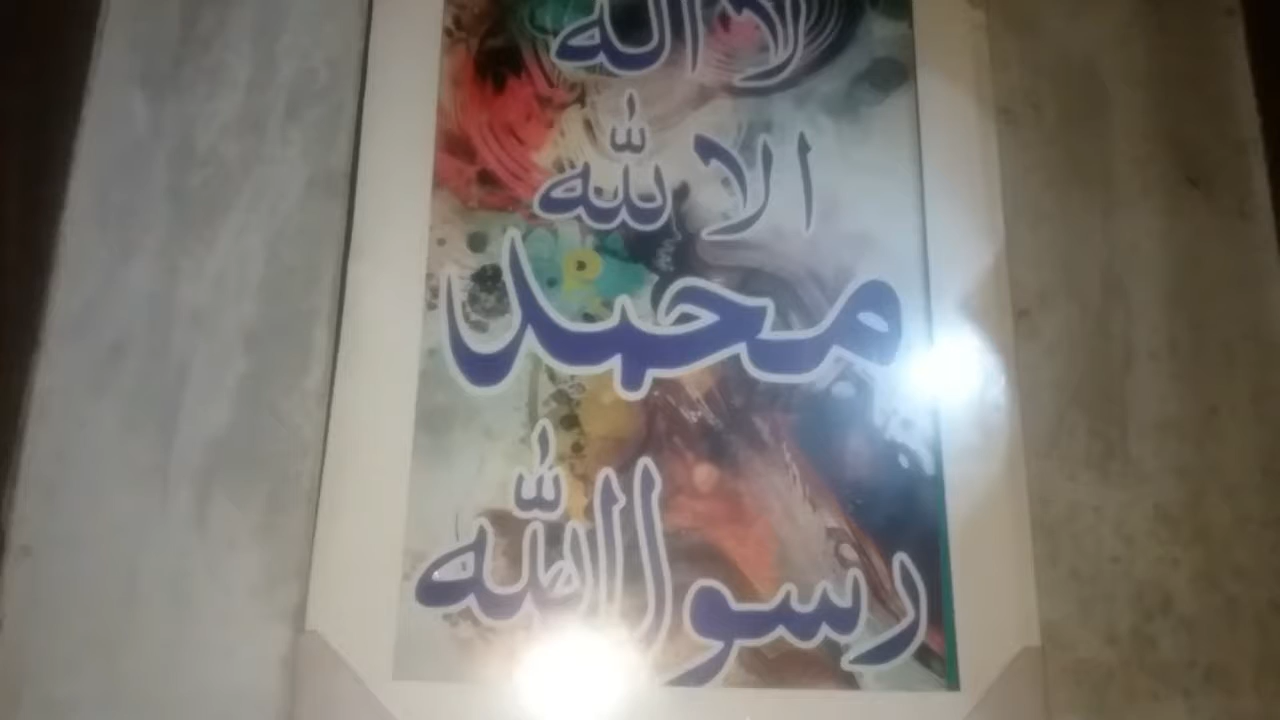 لا اله
الا الله
محمد
رسول الله